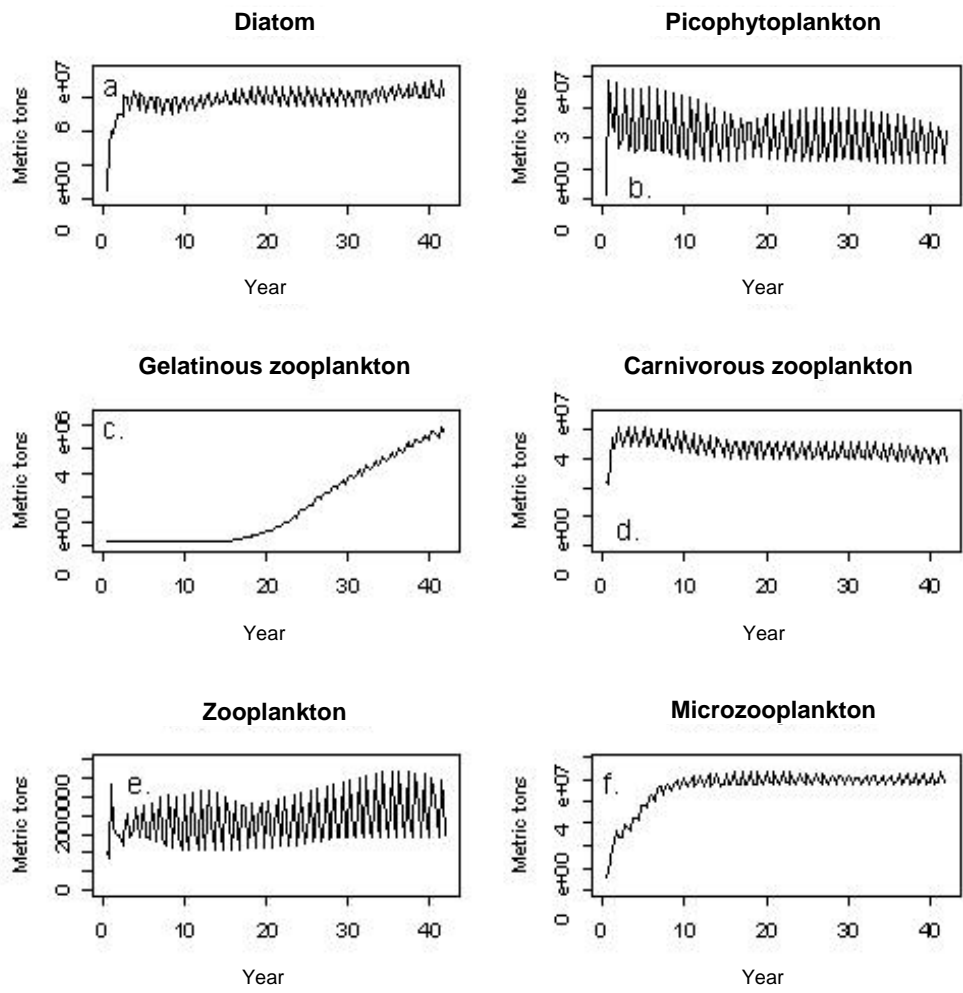 Diatom
Metric tons
0 e+00 6 e+07
a
0 10 20 30 40
Year
Picophytoplankton
Metric tons
0 e+00 3 e+07
b.
0 10 20 30 40
Year
Gelatinous zooplankton
Metric tons
0 e+00 4 e+06
c.
0 10 20 30 40
Year
Carnivorous zooplankton
Metric tons
0 e+00 4 e+07
d.
0 10 20 30 40
Year
Zooplankton
Metric tons
0 2000000
e.
0 10 20 30 40
Year
Microzooplankton
Metric tons
0 e+00 4 e+07
f.
0 10 20 30 40
Year